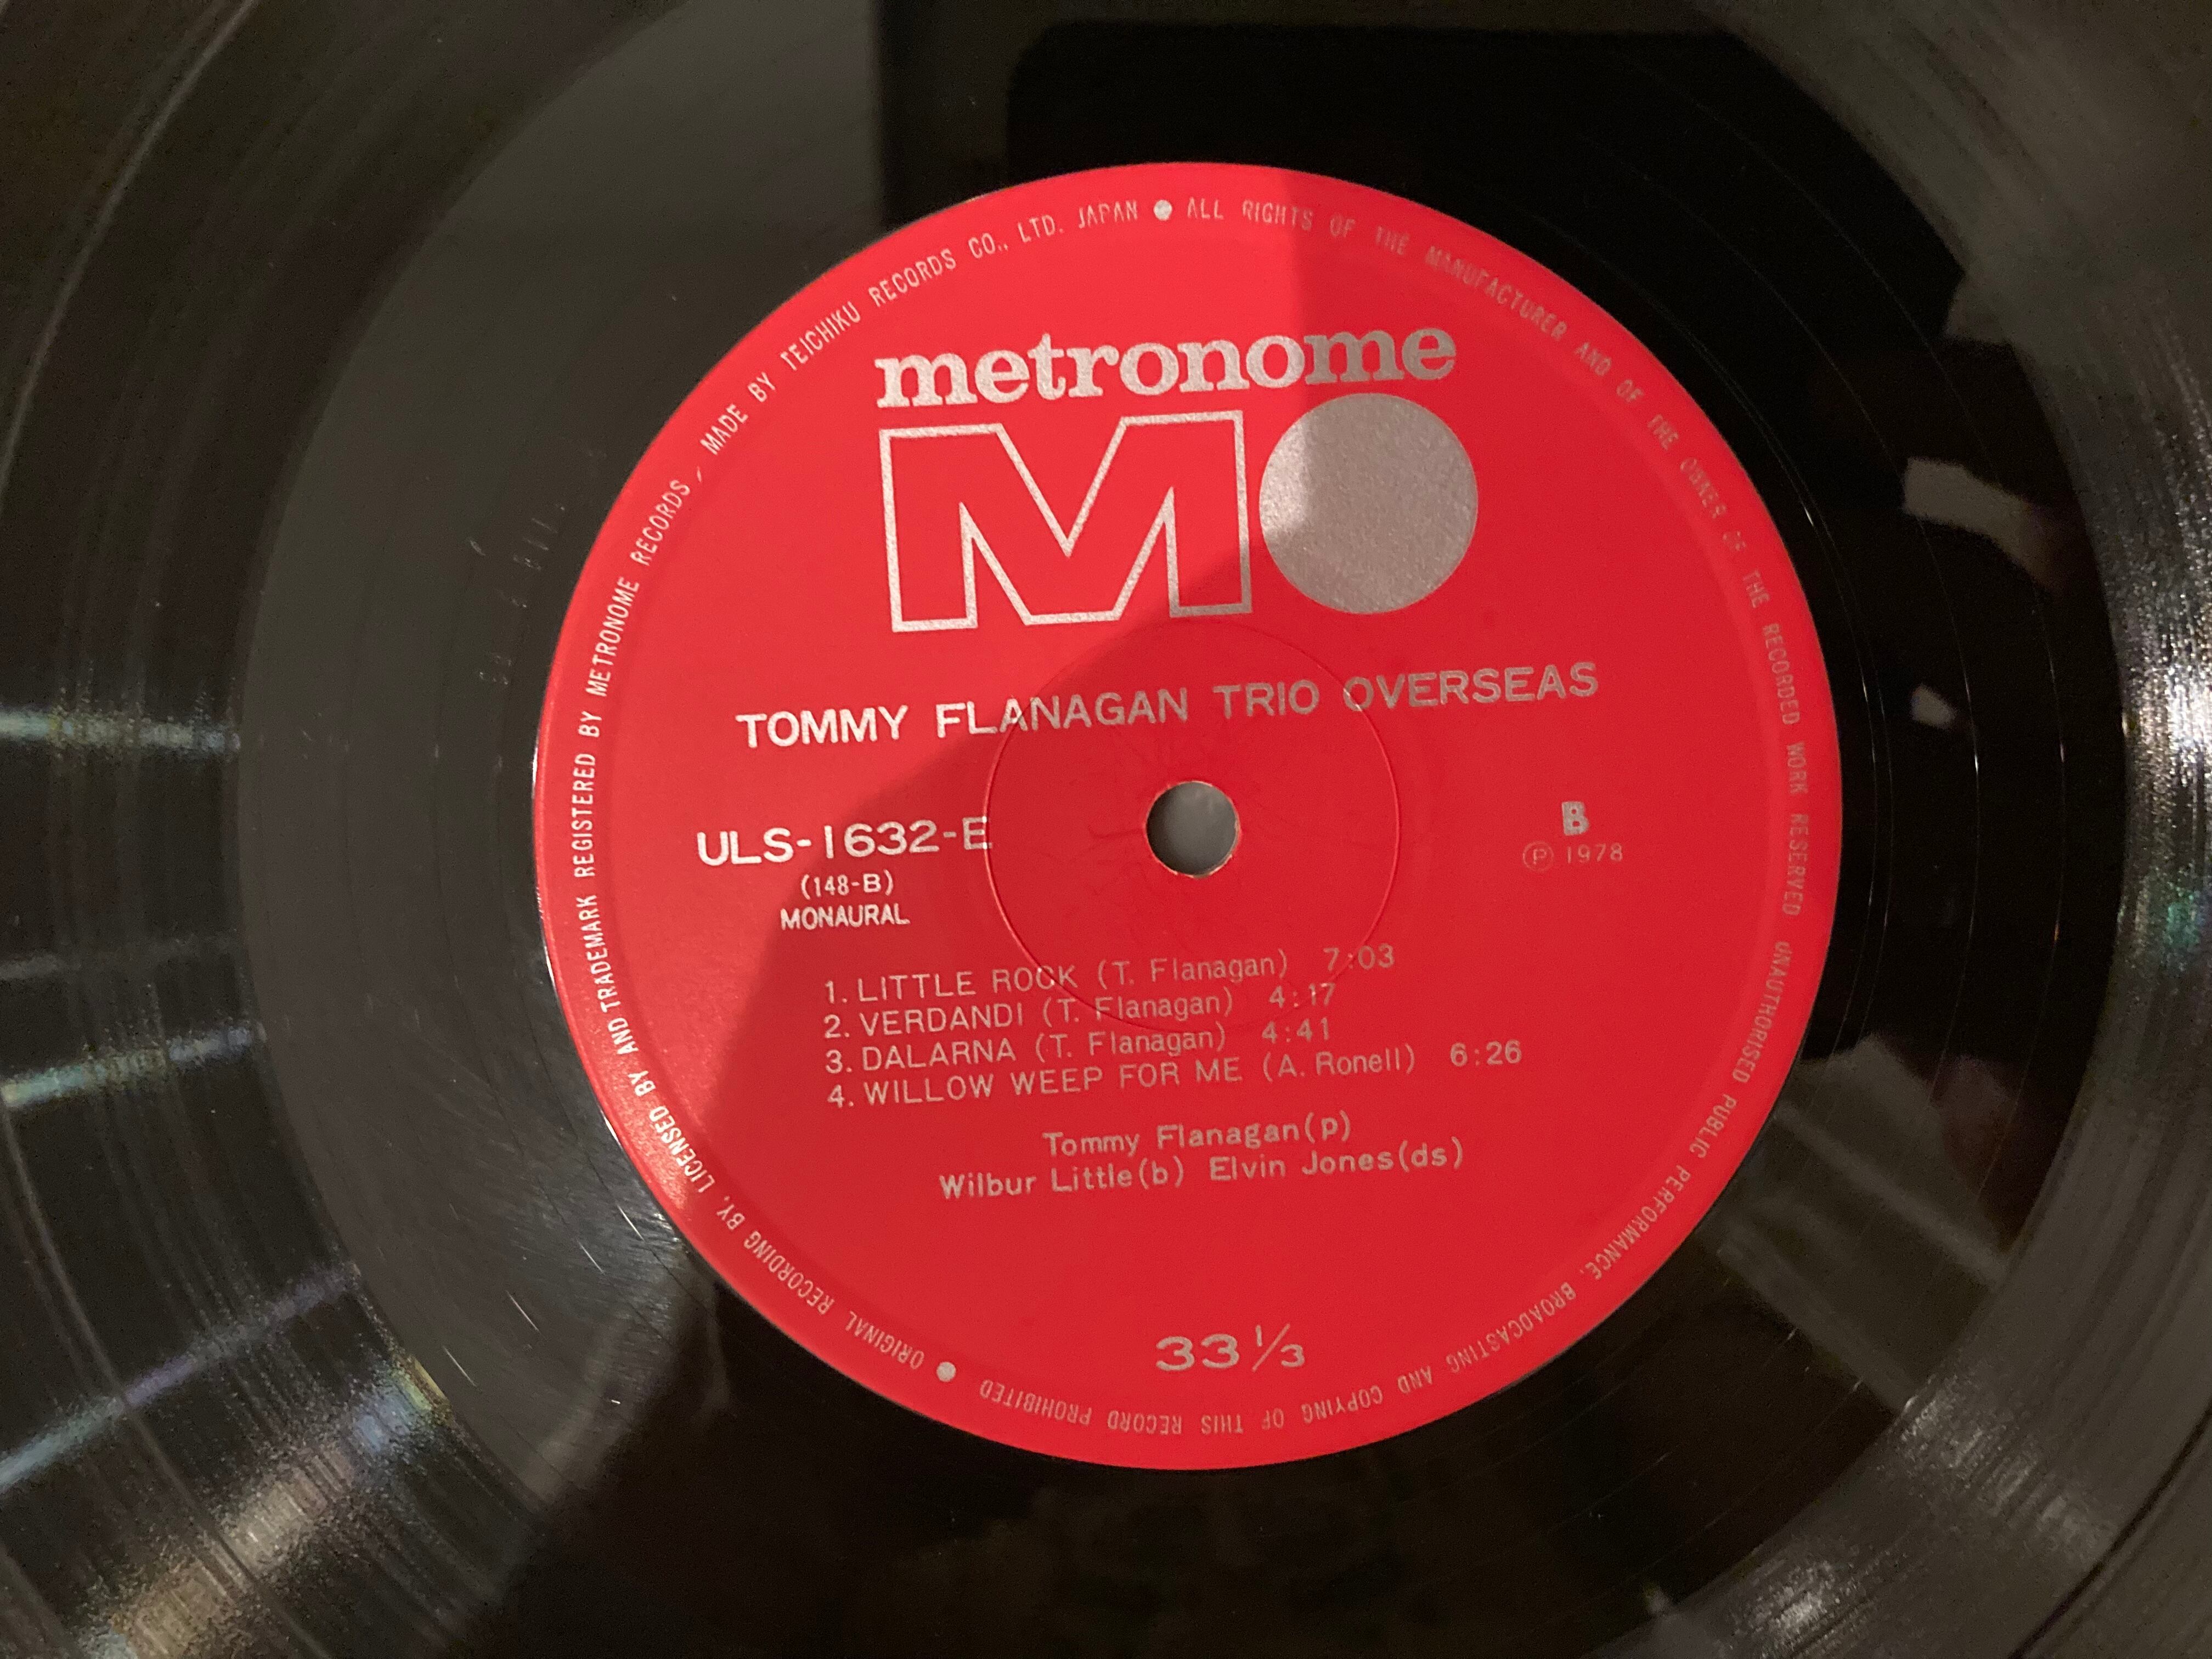 metronome
M
TOMMY FLANAGAN TRIO OVERSEAS
ULS-1632-E
(148-B)
MONAURAL
B
℗ 1978
1. LITTLE ROCK (T. Flanagan) 7:03
2. VERDANDI (T. Flanagan) 4:17
3. DALARNA (T. Flanagan) 4:41
4. WILLOW WEEP FOR ME (A. Ronell) 6:26
Tommy Flanagan(p)
Wilbur Little(b) Elvin Jones(ds)
33 1/3
ORIGINAL RECORDING BY, LICENSED BY AND TRADEMARK REGISTERED BY METRONOME RECORDS, MADE BY TEICHIKU RECORDS CO., LTD. JAPAN ● ALL RIGHTS OF THE MANUFACTURER AND OF THE OWNER OF THE RECORDED WORK RESERVED UNAUTHORISED PUBLIC PERFORMANCE, BROADCASTING AND COPYING OF THIS RECORD PROHIBITED ●